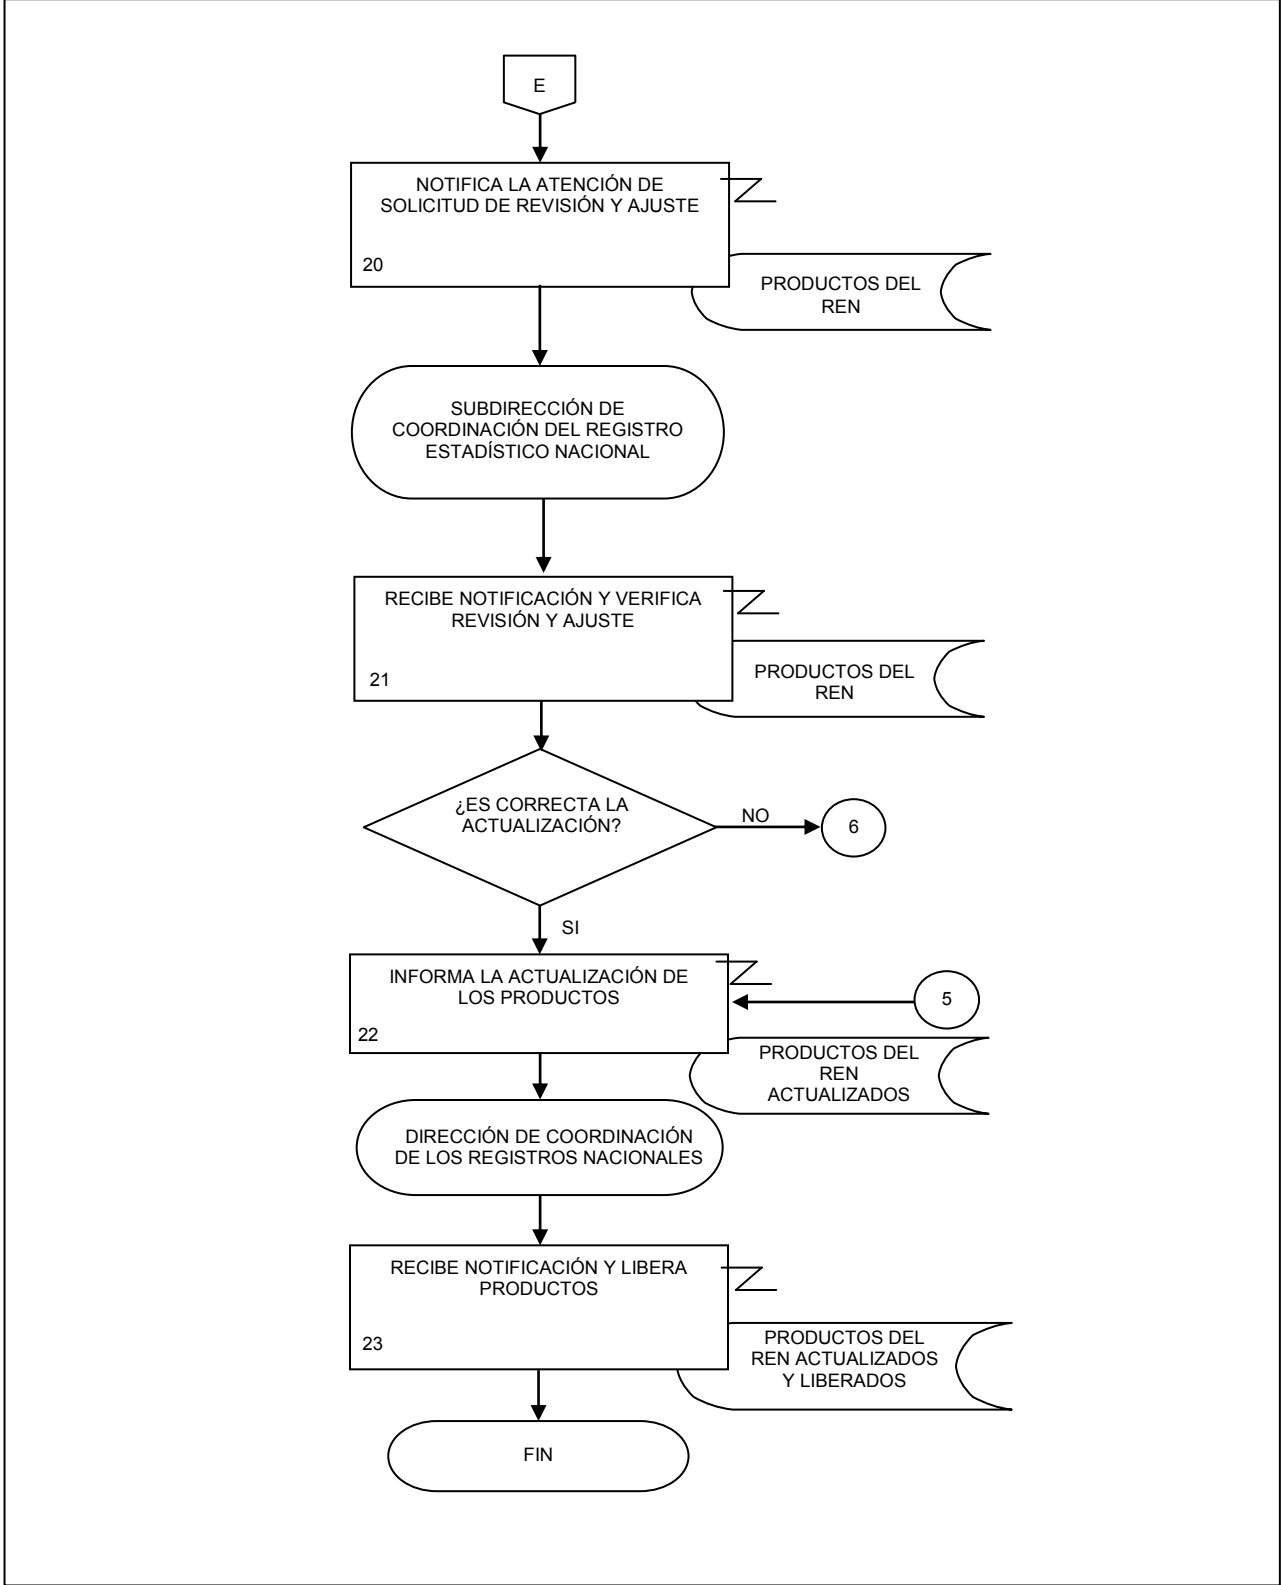 E
NOTIFICA LA ATENCIÓN DE
SOLICITUD DE REVISIÓN Y AJUSTE
20
PRODUCTOS DEL
REN
SUBDIRECCIÓN DE
COORDINACIÓN DEL REGISTRO
ESTADÍSTICO NACIONAL
RECIBE NOTIFICACIÓN Y VERIFICA
REVISIÓN Y AJUSTE
21
PRODUCTOS DEL
REN
¿ES CORRECTA LA
ACTUALIZACIÓN?
NO
6
SI
INFORMA LA ACTUALIZACIÓN DE
LOS PRODUCTOS
22
5
PRODUCTOS DEL
REN
ACTUALIZADOS
DIRECCIÓN DE COORDINACIÓN
DE LOS REGISTROS NACIONALES
RECIBE NOTIFICACIÓN Y LIBERA
PRODUCTOS
23
PRODUCTOS DEL
REN ACTUALIZADOS
Y LIBERADOS
FIN